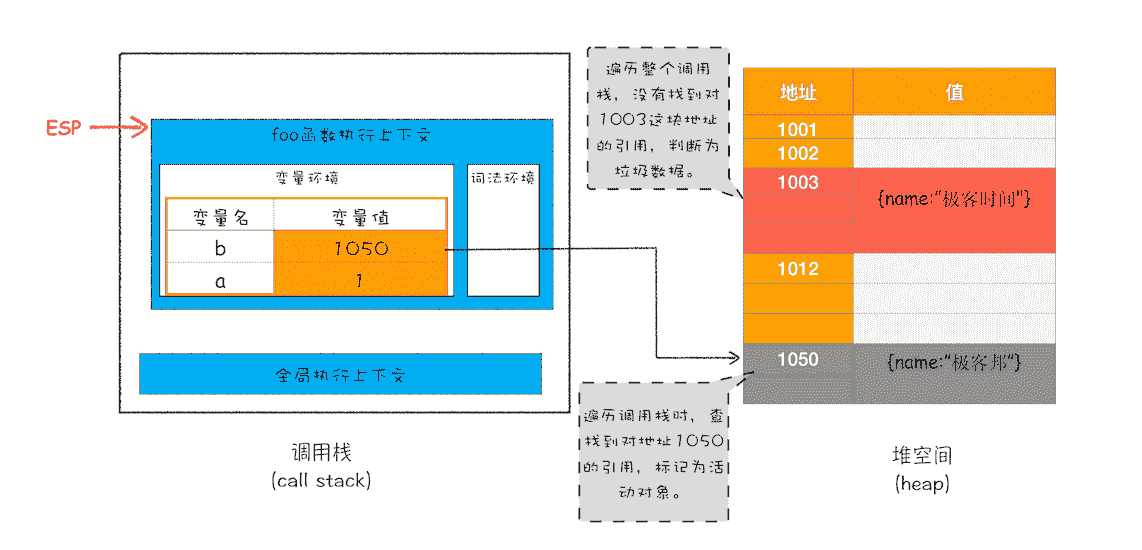 ESP
foo函数执行上下文
变量环境
词法环境
变量名 变量值
b 1050
a 1
全局执行上下文
调用栈
(call stack)
遍历整个调用
栈，没有找到对
1003这块地址
的引用，判断为
垃圾数据。
地址 值
1001
1002
1003 {name:“极客时间”}
1012
1050 {name:“极客邦”}
遍历调用栈时，查
找到对地址1050
的引用，标记为活
动对象。
堆空间
(heap)